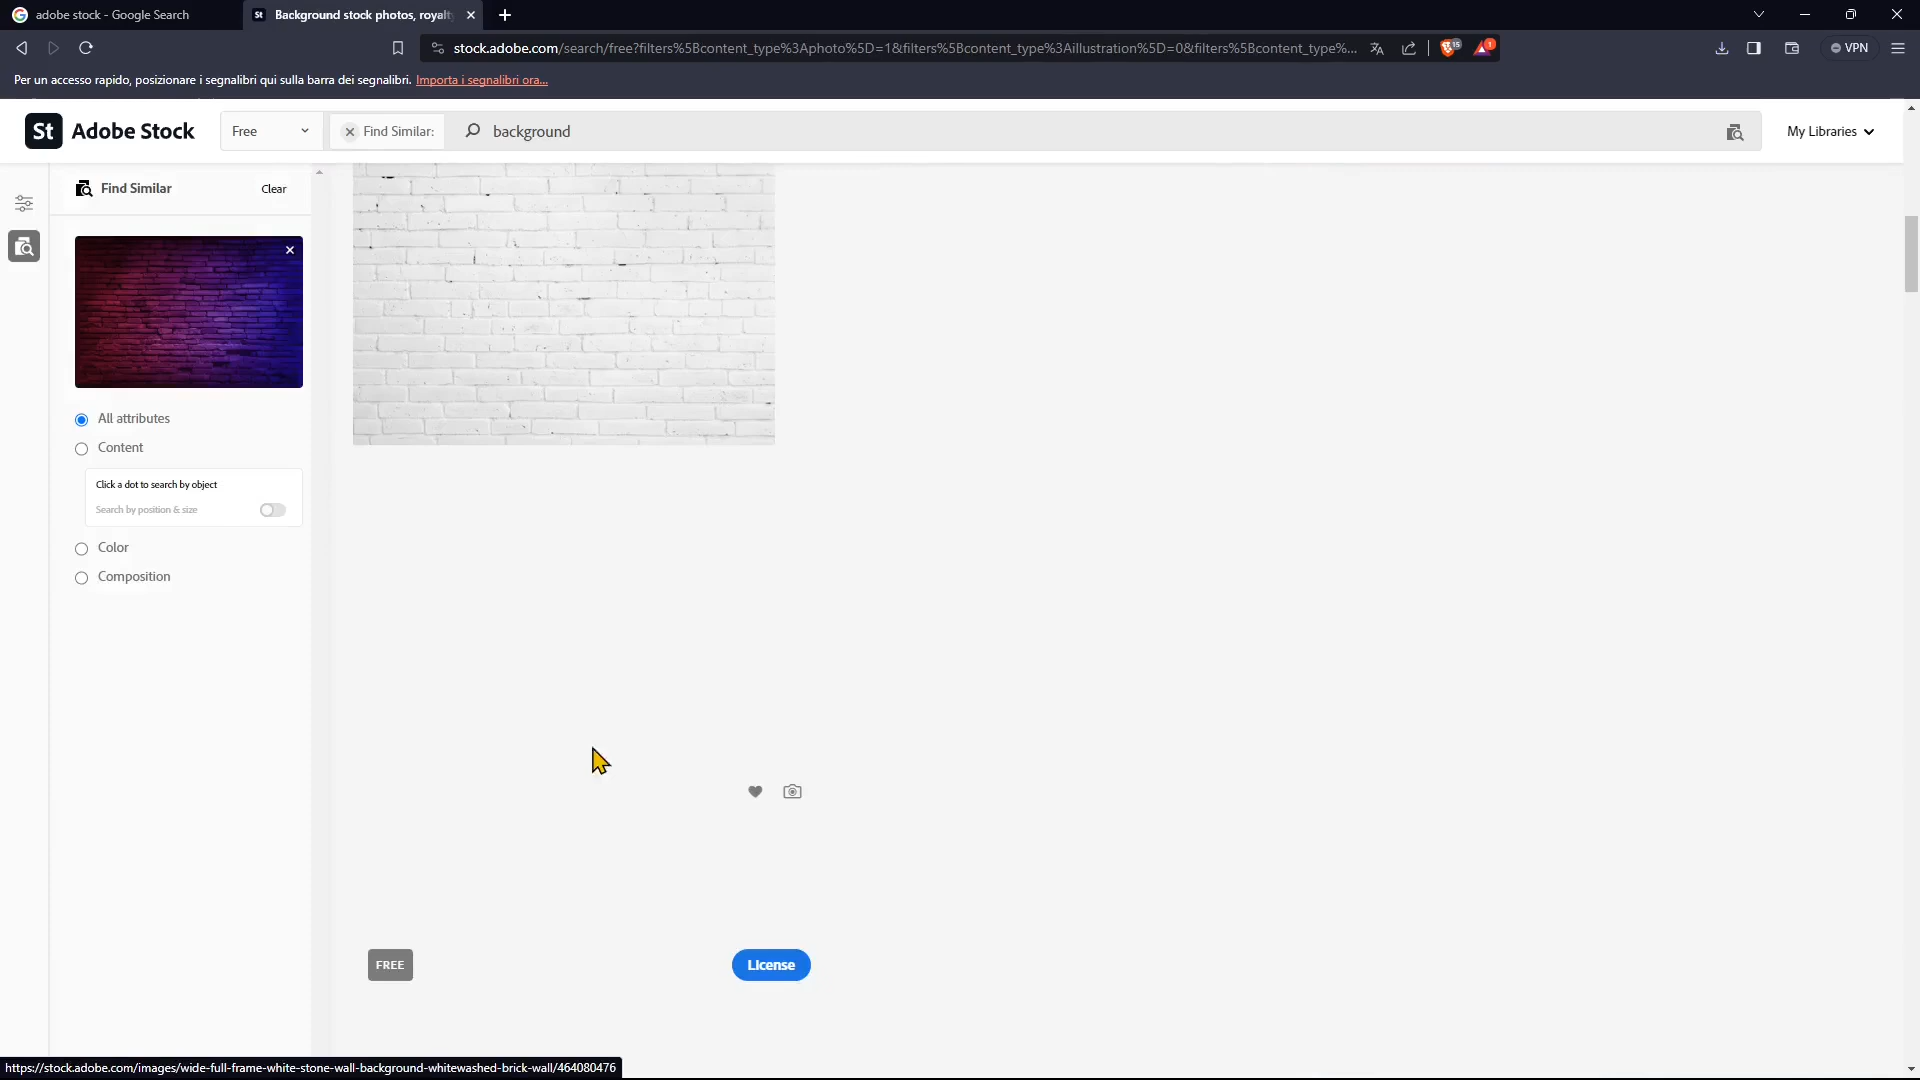 adobe stock - Google Search
St Background stock photos, royalt
stock.adobe.com/search/free?filters%5Bcontent_type%3Aphoto%5D=1&filters%5Bcontent_type%3Aillustration%5D=0&filters%5Bcontent_type%...
15
1
VPN
Per un accesso rapido, posizionare i segnalibri qui sulla barra dei segnalibri. Importa i segnalibri ora...
St Adobe Stock
Free
Find Similar:
background
My Libraries
Find Similar
Clear
All attributes
Content
Click a dot to search by object
Search by position & size
Color
Composition
FREE
License
https://stock.adobe.com/images/wide-full-frame-white-stone-wall-background-whitewashed-brick-wall/464080476